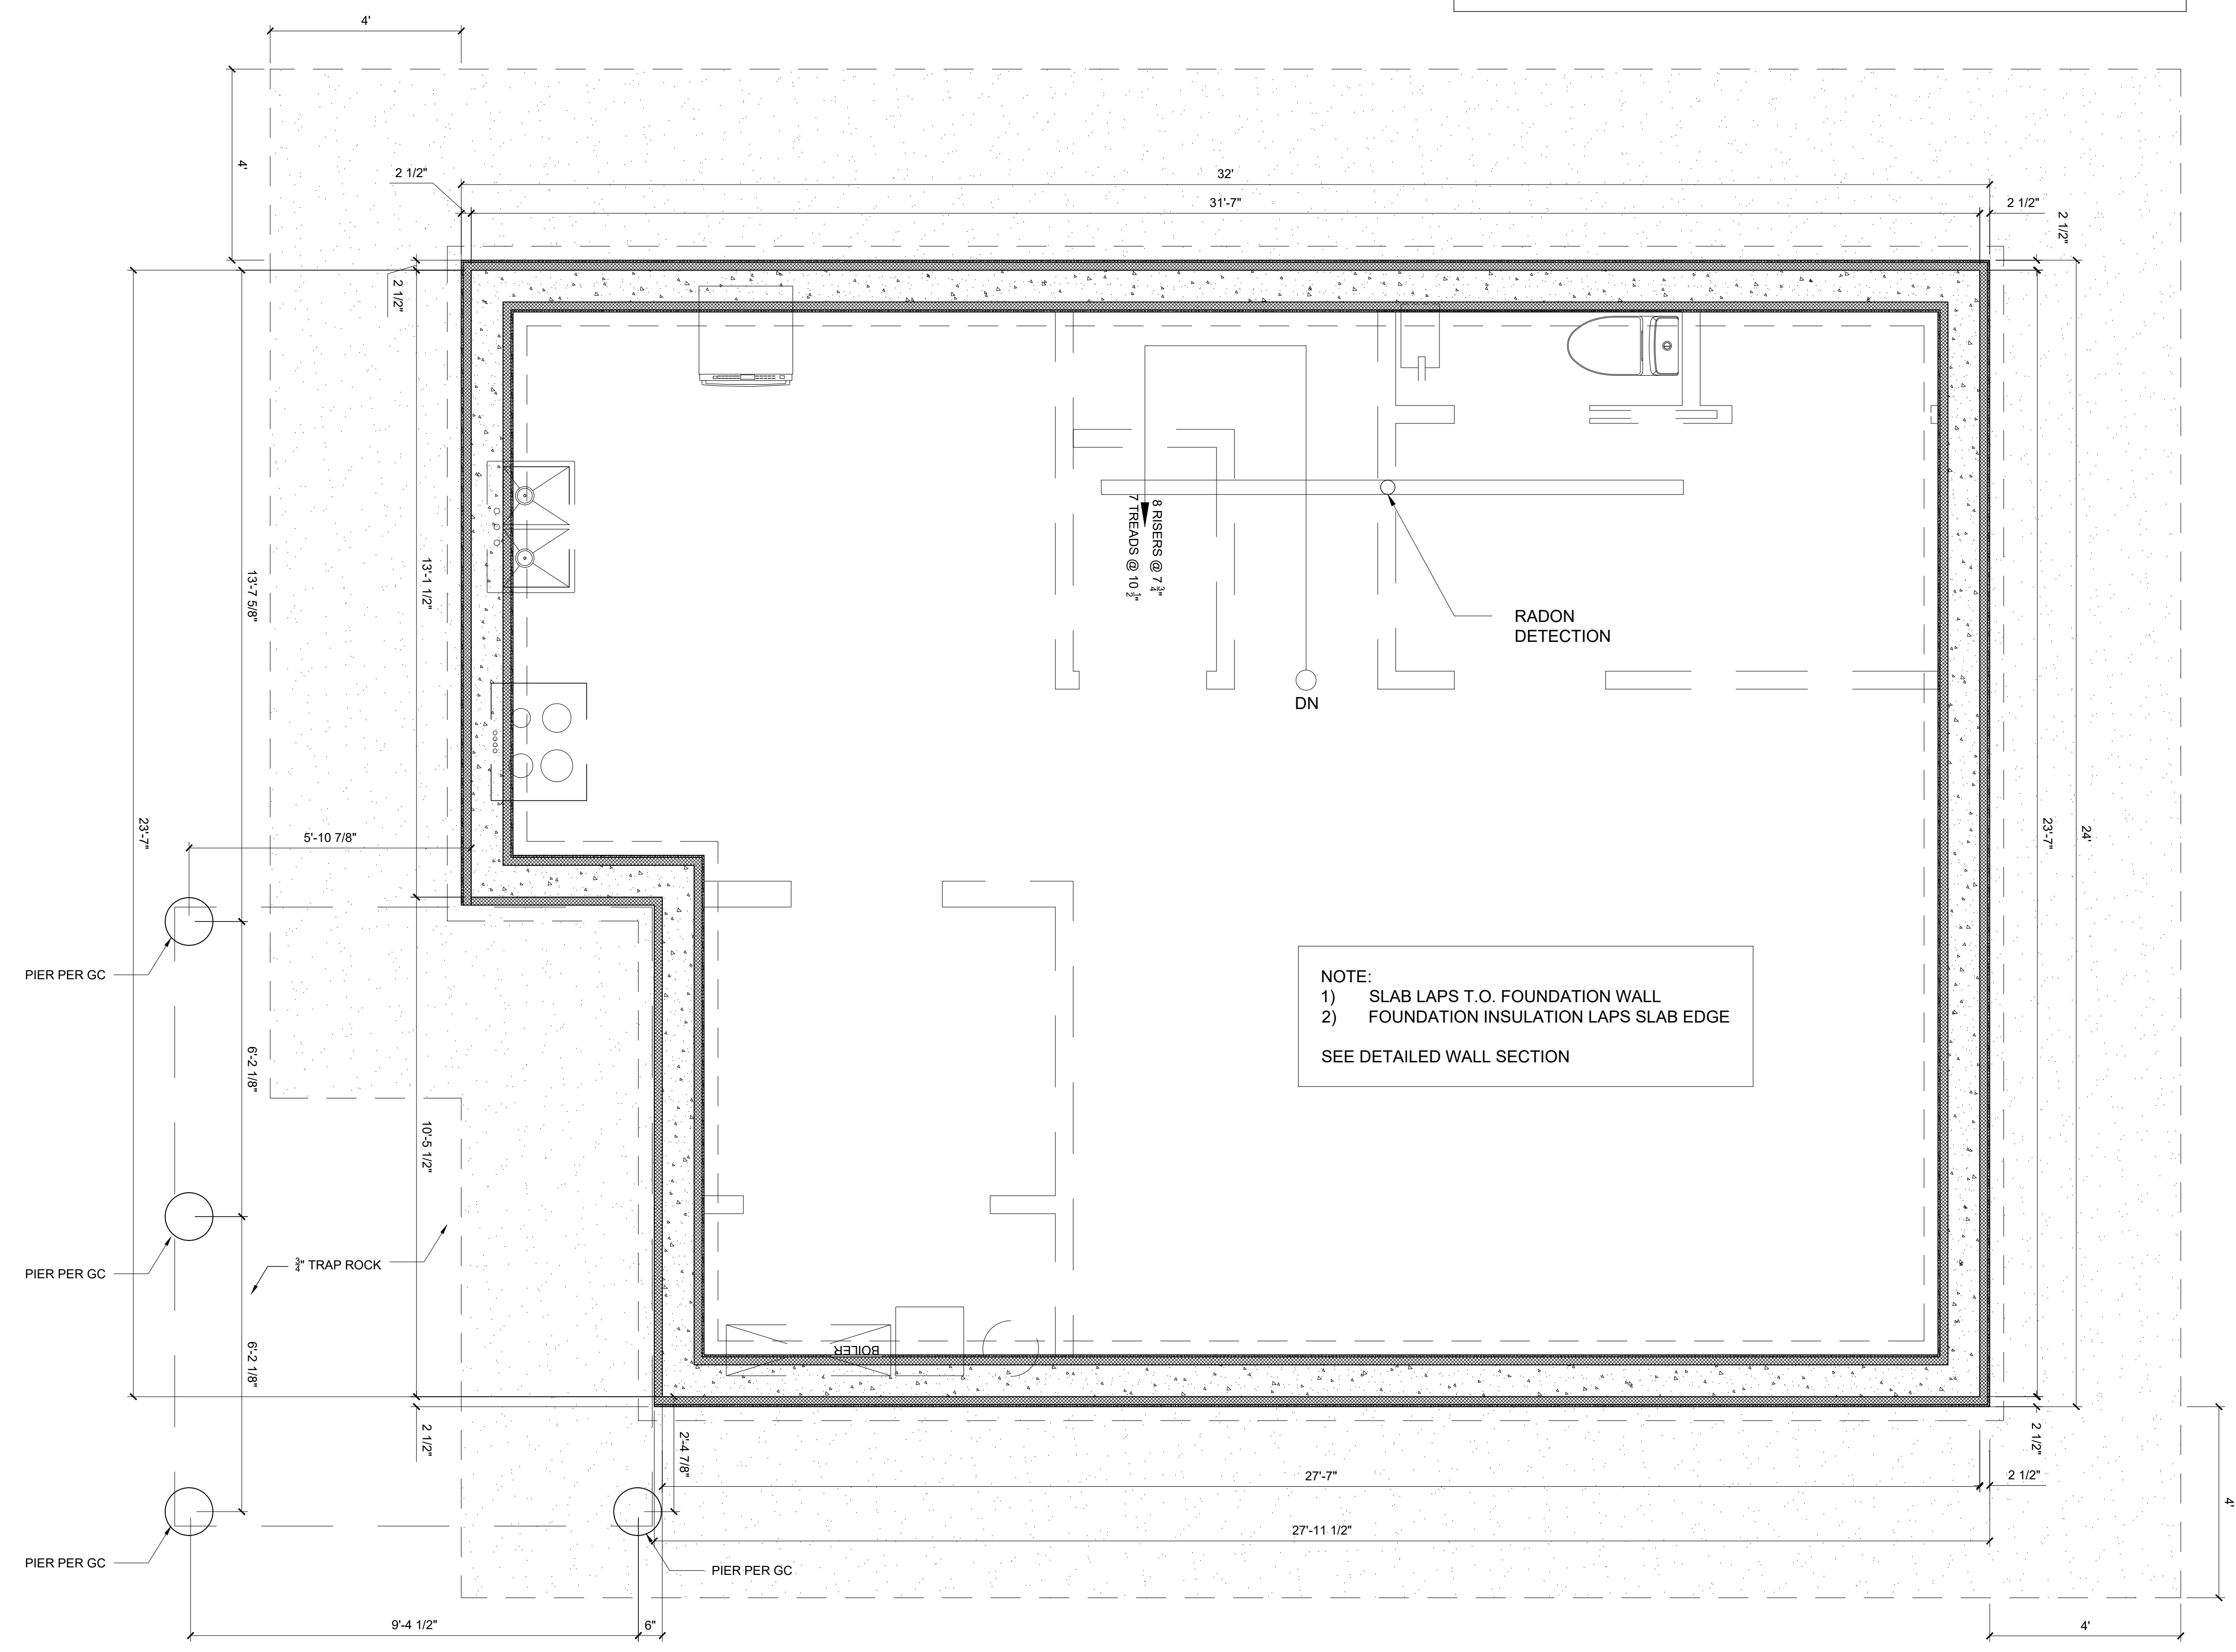 4'
4'
2 1/2"
32'
31'-7"
2 1/2"
2 1/2"
2 1/2"
13'-7 5/8"
13'-1 1/2"
8 RISERS @ 7 3/4"
7 TREADS @ 10 1/2"
RADON
DETECTION
DN
23'-7"
5'-10 7/8"
23'-7"
24'
PIER PER GC
NOTE:
1) SLAB LAPS T.O. FOUNDATION WALL
2) FOUNDATION INSULATION LAPS SLAB EDGE
SEE DETAILED WALL SECTION
6'-2 1/8"
10'-5 1/2"
PIER PER GC
3/4" TRAP ROCK
6'-2 1/8"
BOILER
2 1/2"
2'-4 7/8"
2 1/2"
27'-7"
2 1/2"
4'
27'-11 1/2"
PIER PER GC
PIER PER GC
9'-4 1/2"
6"
4'